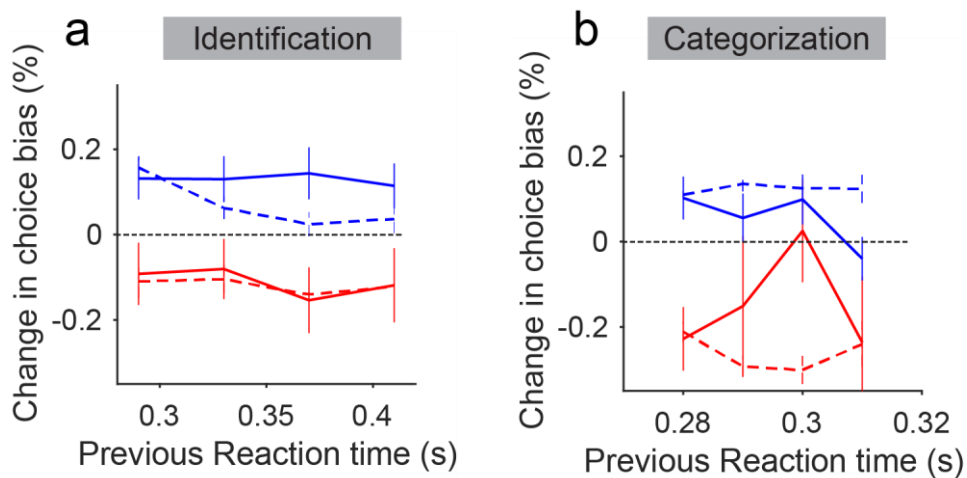 a
Identification
Change in choice bias (%)
0.2
0
-0.2
0.3
0.35
0.4
Previous Reaction time (s)
b
Categorization
Change in choice bias (%)
0.2
0
-0.2
0.28
0.3
0.32
Previous Reaction time (s)